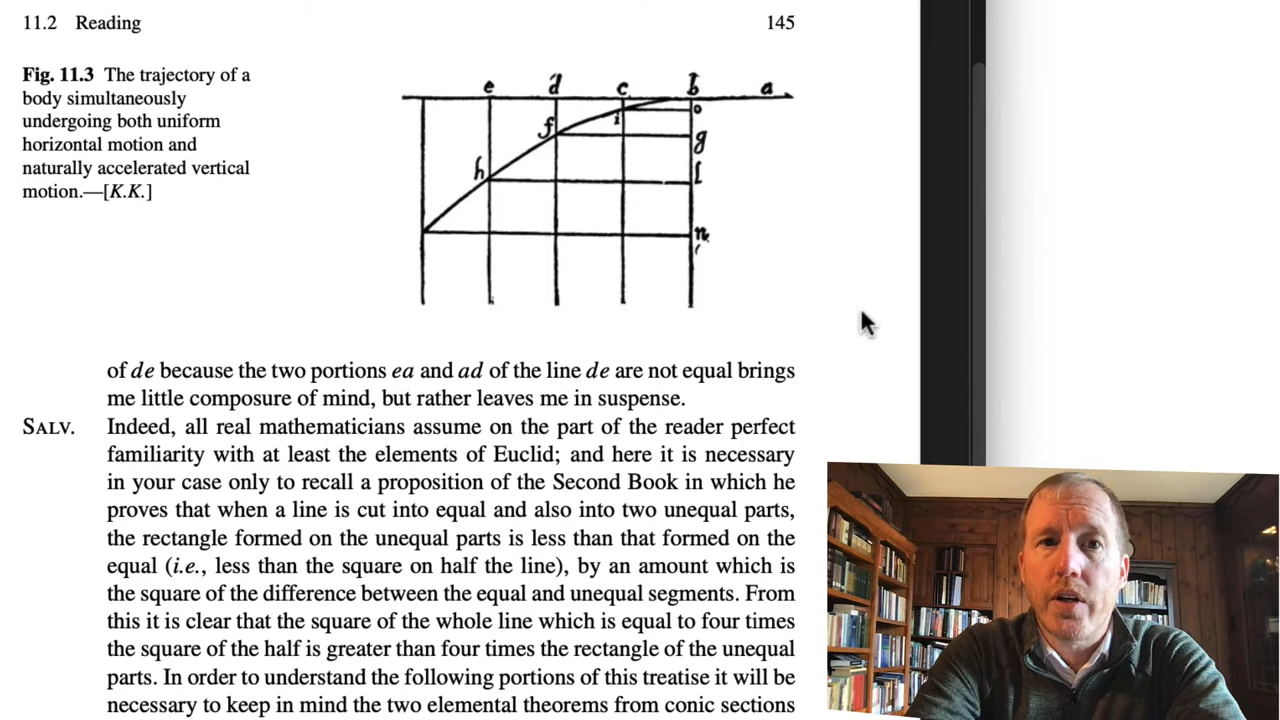 11.2 Reading 145
Fig. 11.3 The trajectory of a
body simultaneously
undergoing both uniform
horizontal motion and
naturally accelerated vertical
motion.—[K.K.]
e d c b a
i o
f g
h l
n
of de because the two portions ea and ad of the line de are not equal brings
me little composure of mind, but rather leaves me in suspense.
SALV. Indeed, all real mathematicians assume on the part of the reader perfect
familiarity with at least the elements of Euclid; and here it is necessary
in your case only to recall a proposition of the Second Book in which he
proves that when a line is cut into equal and also into two unequal parts,
the rectangle formed on the unequal parts is less than that formed on the
equal (i.e., less than the square on half the line), by an amount which is
the square of the difference between the equal and unequal segments. From
this it is clear that the square of the whole line which is equal to four times
the square of the half is greater than four times the rectangle of the unequal
parts. In order to understand the following portions of this treatise it will be
necessary to keep in mind the two elemental theorems from conic sections